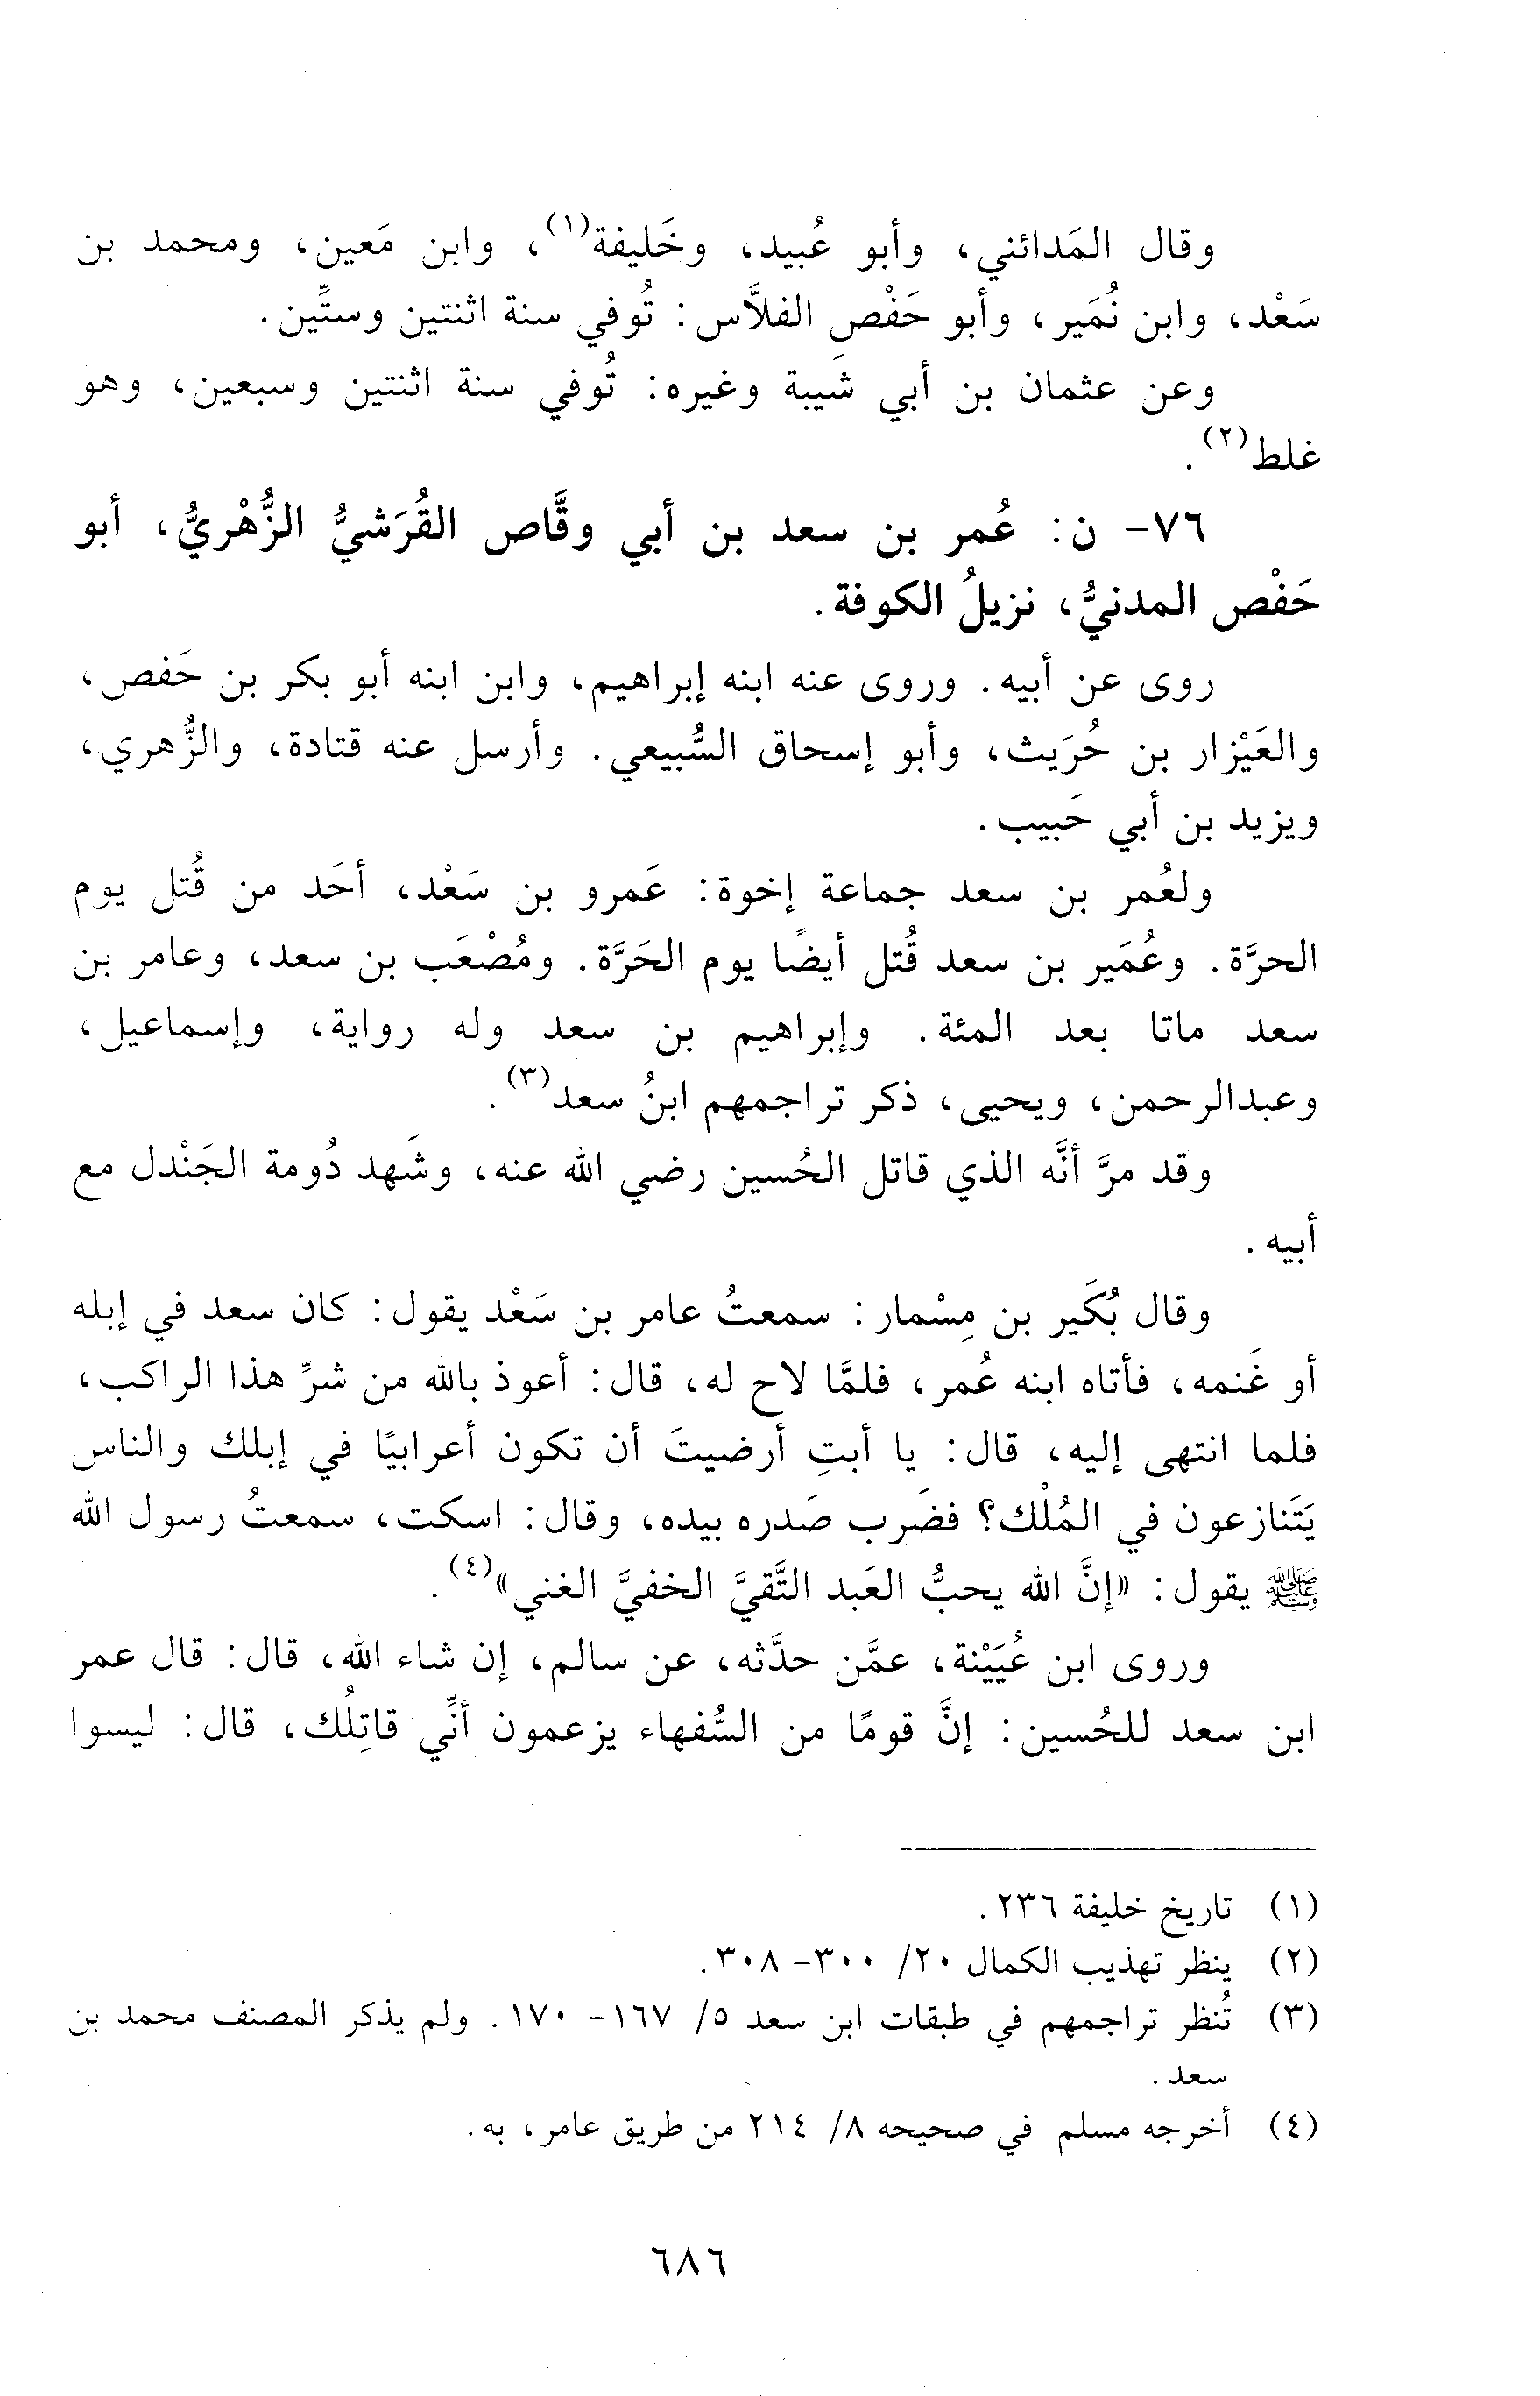 وقال المَدائني، وأبو عُبيد، وخَليفة(١)، وابن مَعين، ومحمد بن
سَعْد، وابن نُمَير، وأبو حَفْصِ الفلاَّس: تُوفي سنة اثنتين وستِّين.
وعن عثمان بن أبي شَيبة وغيره: تُوفي سنة اثنتين وسبعين، وهو
غلط(٢).
٧٦- ن: عُمر بن سعد بن أبي وقَّاص القُرَشيُّ الزُّهْريُّ، أبو
حَفْص المدنيُّ، نزيلُ الكوفة.
روى عن أبيه. وروى عنه ابنه إبراهيم، وابن ابنه أبو بكر بن حَفص،
والعَيْزار بن حُرَيث، وأبو إسحاق السُّبيعي. وأرسل عنه قتادة، والزُّهري،
ويزيد بن أبي حَبيب.
ولعُمر بن سعد جماعة إخوة: عَمرو بن سَعْد، أحَد من قُتل يوم
الحرَّة. وعُمَير بن سعد قُتل أيضًا يوم الحَرَّة. ومُصْعَب بن سعد، وعامر بن
سعد ماتا بعد المئة. وإبراهيم بن سعد وله رواية، وإسماعيل،
وعبدالرحمن، ويحيى، ذكر تراجمهم ابنُ سعد(٣).
وقد مرَّ أنَّه الذي قاتل الحُسين رضي الله عنه، وشَهد دُومة الجَنْدل مع
أبيه.
وقال بُكَير بن مِسْمار: سمعتُ عامر بن سَعْد يقول: كان سعد في إبله
أو غَنمه، فأتاه ابنه عُمر، فلمَّا لاح له، قال: أعوذ بالله من شرِّ هذا الراكب،
فلما انتهى إليه، قال: يا أبتِ أرضيتَ أن تكون أعرابيًا في إبلك والناس
يَتَنازعون في المُلْك؟ فضَرب صَدره بيده، وقال: اسكت، سمعتُ رسول الله
ﷺ يقول: «إنَّ الله يحبُّ العَبد التَّقيَّ الخفيَّ الغني»(٤).
وروى ابن عُيَيْنة، عمَّن حدَّثه، عن سالم، إن شاء الله، قال: قال عمر
ابن سعد للحُسين: إنَّ قومًا من السُّفهاء يزعمون أنِّي قاتِلُك، قال: ليسوا
(١) تاريخ خليفة ٢٣٦.
(٢) ينظر تهذيب الكمال ٢٠/ ٣٠٠- ٣٠٨.
(٣) تُنظر تراجمهم في طبقات ابن سعد ٥/ ١٦٧- ١٧٠. ولم يذكر المصنف محمد بن
سعد.
(٤) أخرجه مسلم في صحيحه ٨/ ٢١٤ من طريق عامر، به.
٦٨٦